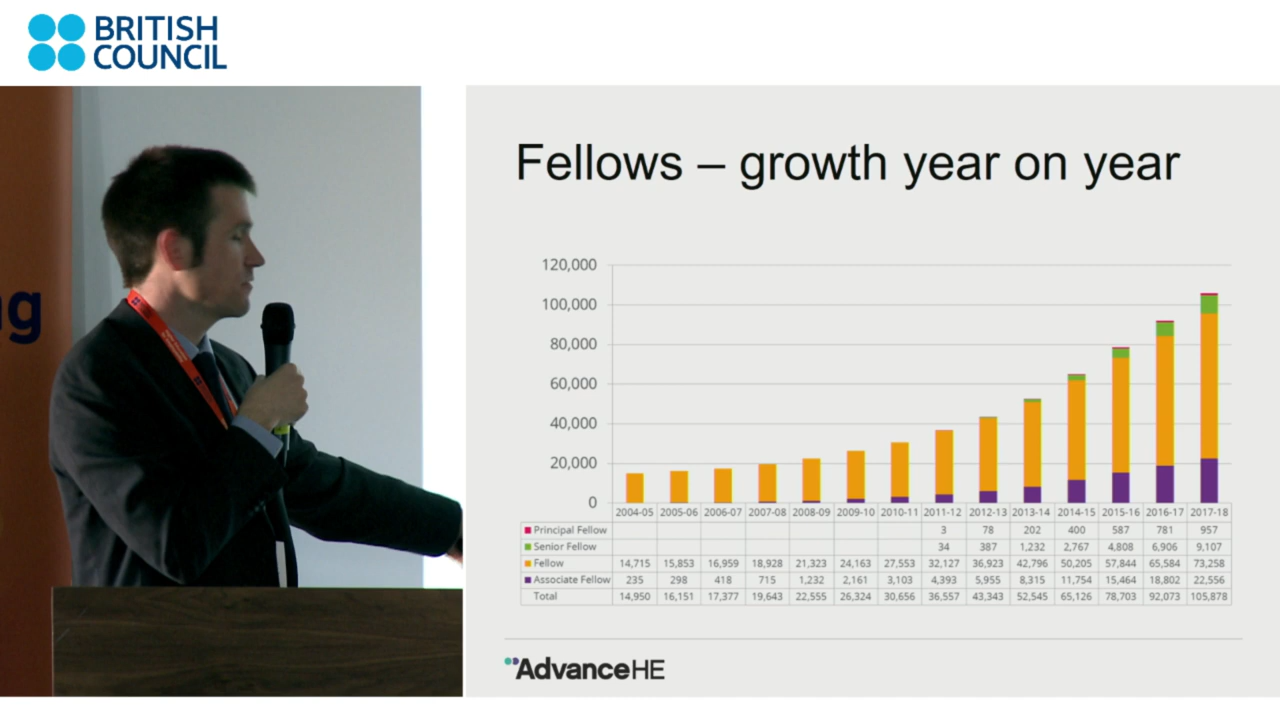 BRITISH
COUNCIL
ng
Fellows – growth year on year
120,000
100,000
80,000
60,000
40,000
20,000
0
2004-05 2005-06 2006-07 2007-08 2008-09 2009-10 2010-11 2011-12 2012-13 2013-14 2014-15 2015-16 2016-17 2017-18
Principal Fellow 3 78 202 400 587 781 957
Senior Fellow 34 387 1,232 2,767 4,808 6,906 9,107
Fellow 14,715 15,853 16,959 18,928 21,323 24,163 27,553 32,127 36,923 42,796 50,205 57,844 65,584 73,258
Associate Fellow 235 298 418 715 1,232 2,161 3,103 4,393 5,955 8,315 11,754 15,464 18,802 22,556
Total 14,950 16,151 17,377 19,643 22,555 26,324 30,656 36,557 43,343 52,545 65,126 78,703 92,073 105,878
AdvanceHE